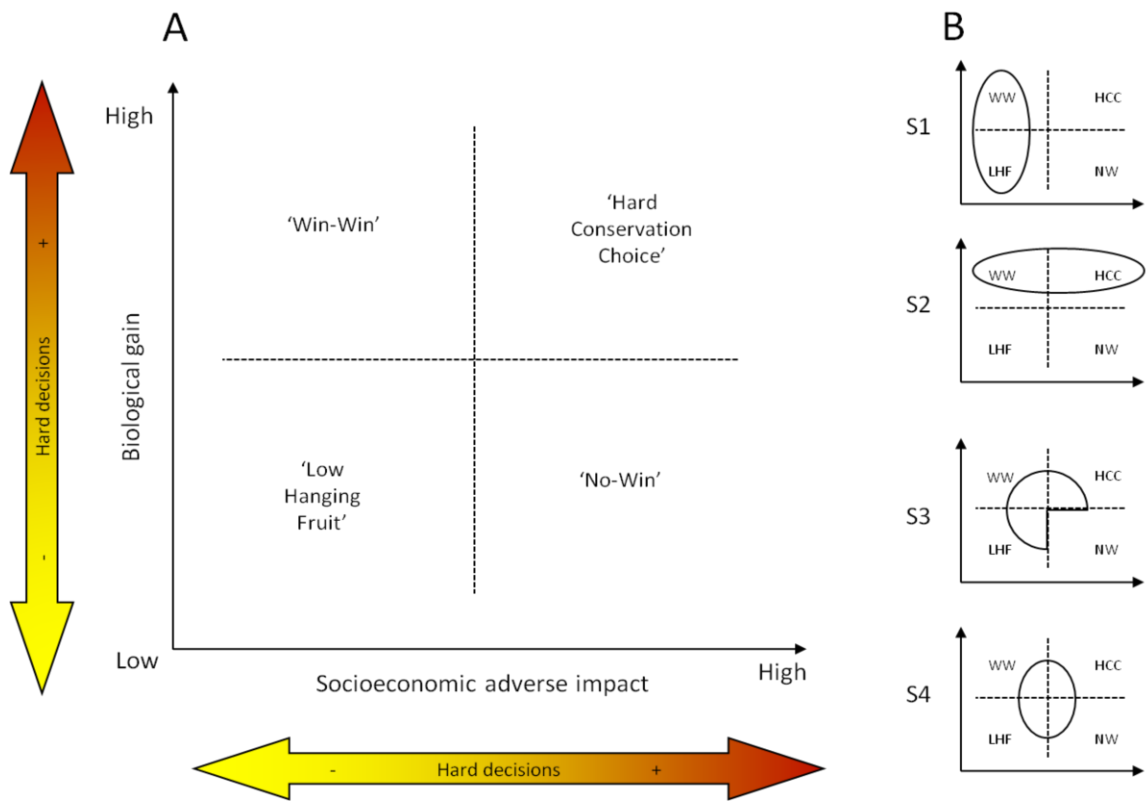 A
High
Low
Biological gain
+
Hard decisions
-
‘Win-Win’
‘Hard
Conservation
Choice’
‘Low
Hanging
Fruit’
‘No-Win’
High
Socioeconomic adverse impact
-
Hard decisions
+
B
S1
WW
HCC
LHF
NW
S2
WW
HCC
LHF
NW
S3
WW
HCC
LHF
NW
S4
WW
HCC
LHF
NW